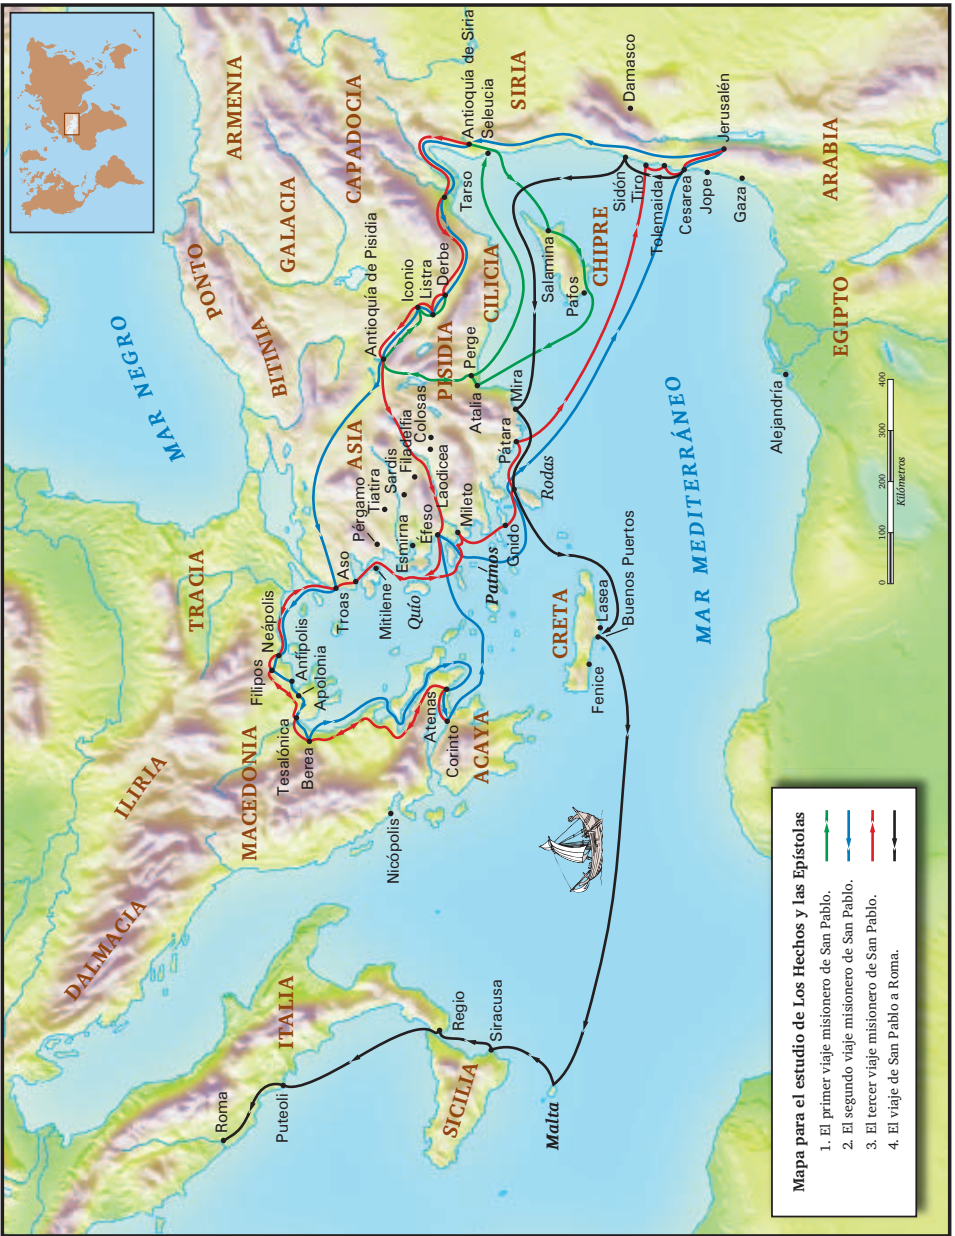 MAR NEGRO
ARMENIA
PONTO
GALACIA
CAPADOCIA
BITINIA
ASIA
PISIDIA
CILICIA
SIRIA
CHIPRE
ARABIA
EGIPTO
TRACIA
MACEDONIA
ILIRIA
DALMACIA
ITALIA
SICILIA
ACAYA
CRETA
MAR MEDITERRÁNEO
Roma
Puteoli
Regio
Siracusa
Malta
Nicópolis
Filipos
Neápolis
Anfípolis
Apolonia
Tesalónica
Berea
Atenas
Corinto
Troas
Aso
Mitilene
Quío
Pérgamo
Tiatira
Sardis
Filadelfia
Colosas
Esmirna
Éfeso
Laodicea
Mileto
Patmos
Gnido
Rodas
Pátara
Mira
Atalia
Perge
Antioquía de Pisidia
Iconio
Listra
Derbe
Tarso
Antioquía de Siria
Seleucia
Salamina
Pafos
Damasco
Sidón
Tiro
Tolemaida
Cesarea
Jope
Jerusalén
Gaza
Alejandría
Fenice
Lasea
Buenos Puertos
0 100 200 300 400
Kilómetros
Mapa para el estudio de Los Hechos y las Epístolas
1. El primer viaje misionero de San Pablo.
2. El segundo viaje misionero de San Pablo.
3. El tercer viaje misionero de San Pablo.
4. El viaje de San Pablo a Roma.